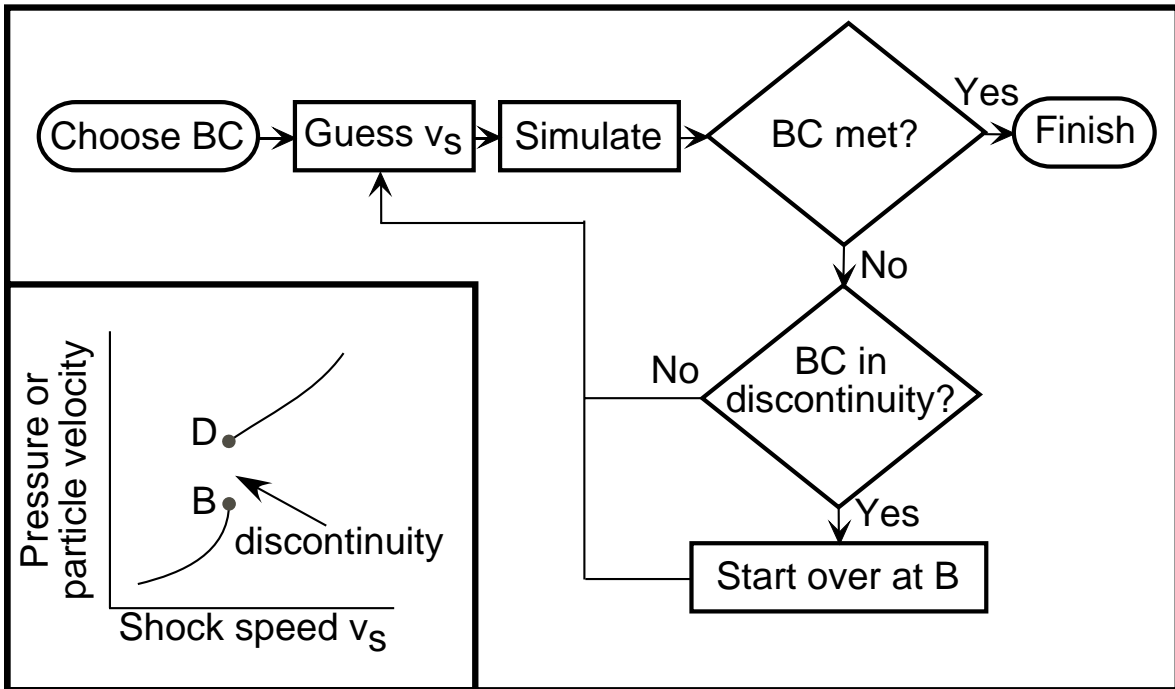 Choose BC
Guess vs
Simulate
BC met?
Yes
Finish
No
BC in
discontinuity?
No
Yes
Start over at B
Pressure or
particle velocity
D
B
discontinuity
Shock speed vs